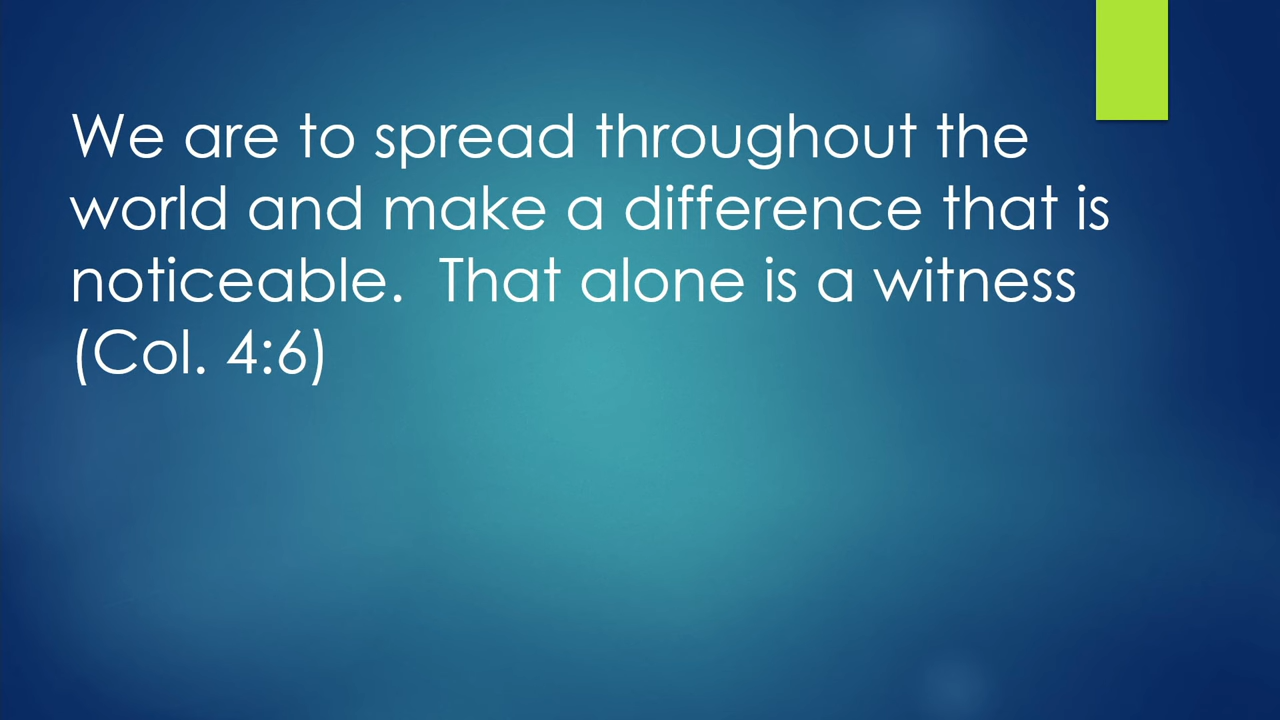 We are to spread throughout the
world and make a difference that is
noticeable.  That alone is a witness
(Col. 4:6)